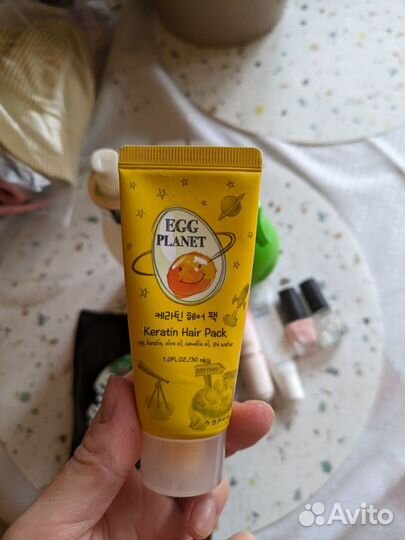 EGG
PLANET
케라틴 헤어 팩
Keratin Hair Pack
egg, keratin, olive oil, camellia oil, spa water
1.0FL.OZ./30 ml
Avito